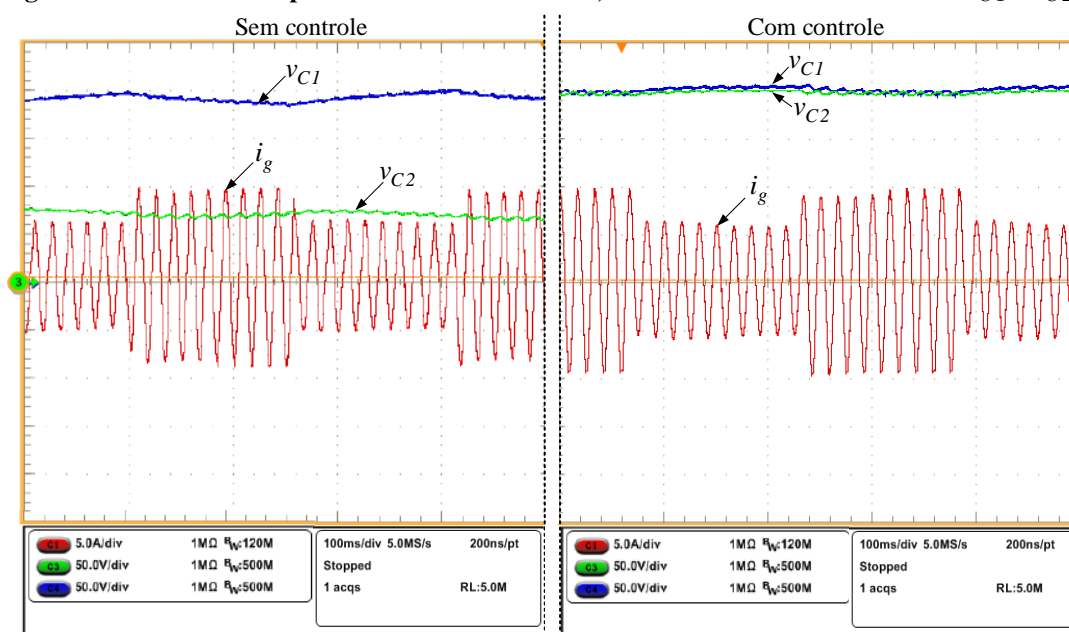 Sem controle
Com controle
vC1
ig
vC2
vC1
vC2
ig
3
C1 5.0A/div 1MΩ BW:120M
C3 50.0V/div 1MΩ BW:500M
C4 50.0V/div 1MΩ BW:500M
100ms/div 5.0MS/s 200ns/pt
Stopped
1 acqs RL:5.0M
C1 5.0A/div 1MΩ BW:120M
C3 50.0V/div 1MΩ BW:500M
C4 50.0V/div 1MΩ BW:500M
100ms/div 5.0MS/s 200ns/pt
Stopped
1 acqs RL:5.0M